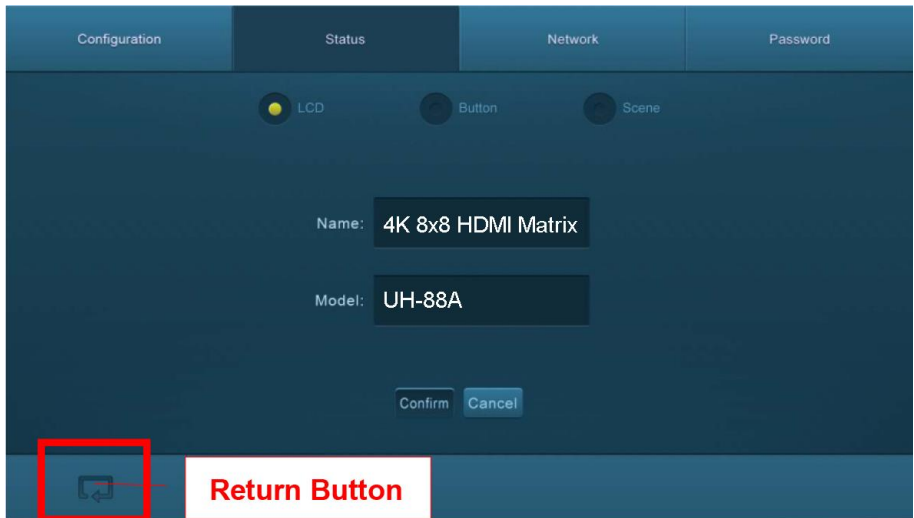 Configuration Status Network Password
LCD Button Scene
Name: 4K 8x8 HDMI Matrix
Model: UH-88A
Confirm Cancel
Return Button